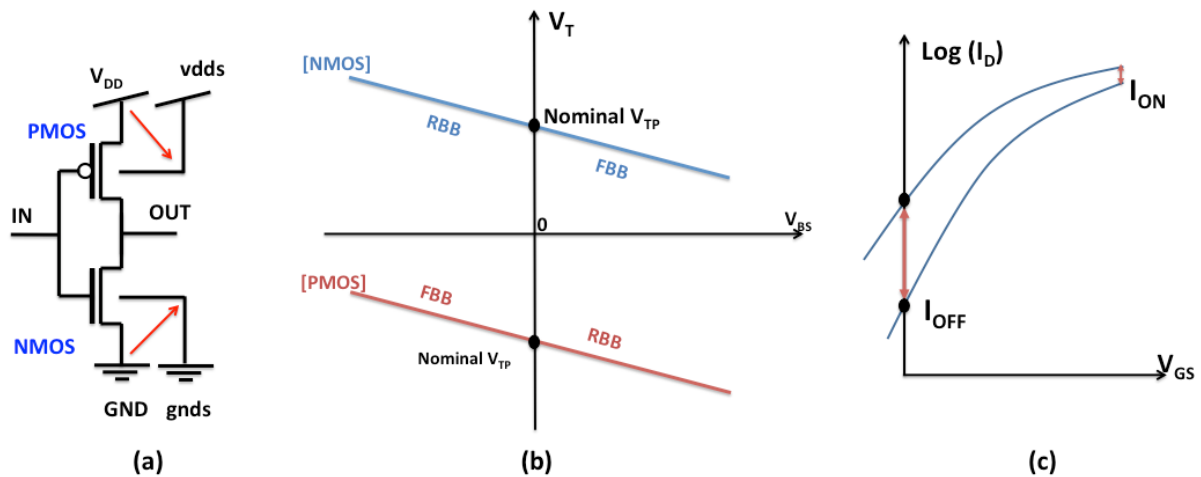 V_DD
vdds
PMOS
IN
OUT
NMOS
GND
gnds
(a)
V_T
[NMOS]
Nominal V_TP
RBB
FBB
0
V_BS
[PMOS]
FBB
RBB
Nominal V_TP
(b)
Log (I_D)
I_ON
I_OFF
V_GS
(c)